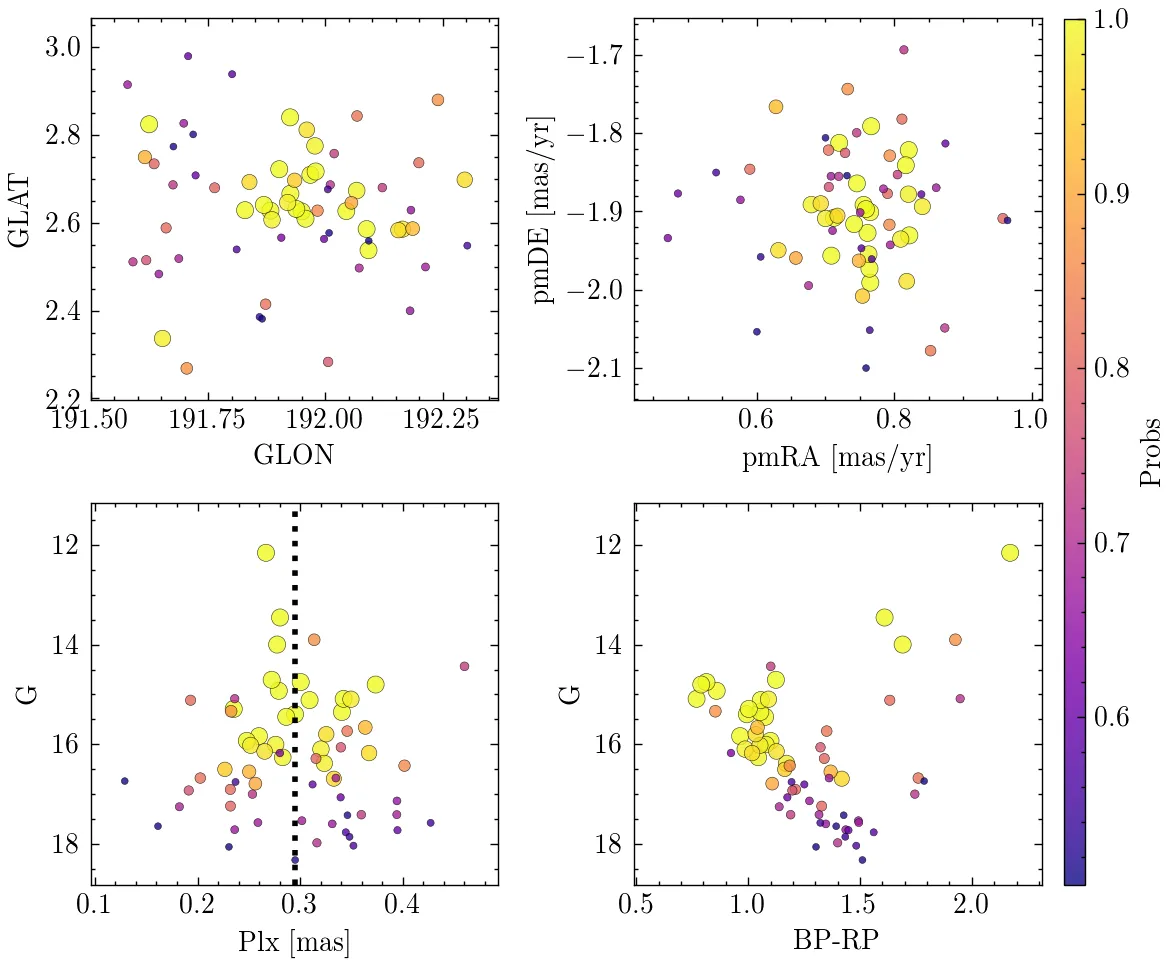 3.0
2.8
2.6
2.4
2.2
GLAT
191.50 191.75 192.00 192.25
GLON
−1.7
−1.8
−1.9
−2.0
−2.1
pmDE [mas/yr]
0.6 0.8 1.0
pmRA [mas/yr]
12
14
16
18
G
0.1 0.2 0.3 0.4
Plx [mas]
12
14
16
18
G
0.5 1.0 1.5 2.0
BP-RP
1.0
0.9
0.8
0.7
0.6
Probs